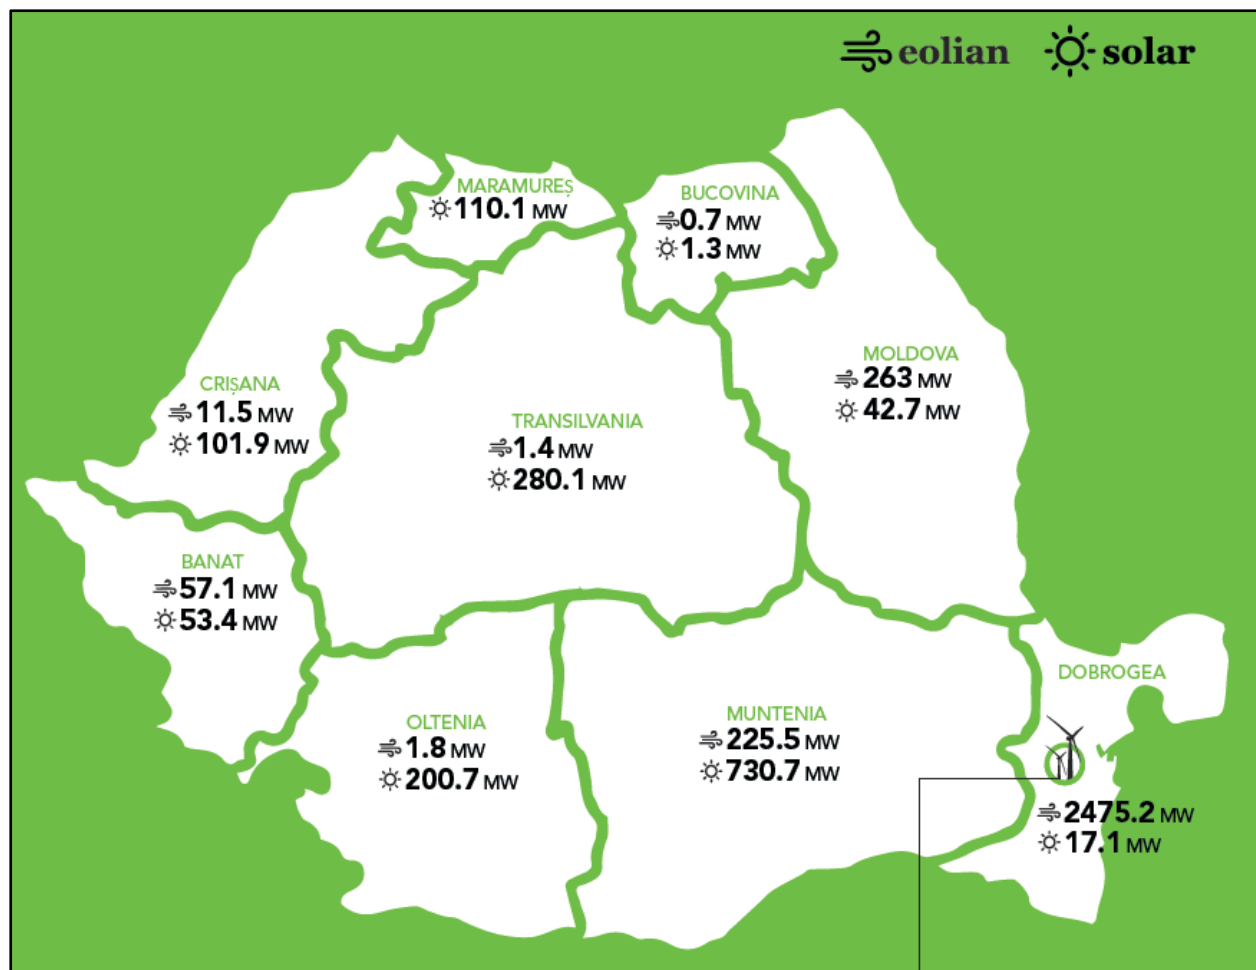 eolian
solar
MARAMUREȘ
110.1 MW
BUCOVINA
0.7 MW
1.3 MW
MOLDOVA
263 MW
42.7 MW
CRIȘANA
11.5 MW
101.9 MW
TRANSILVANIA
1.4 MW
280.1 MW
BANAT
57.1 MW
53.4 MW
OLTENIA
1.8 MW
200.7 MW
MUNTENIA
225.5 MW
730.7 MW
DOBROGEA
2475.2 MW
17.1 MW